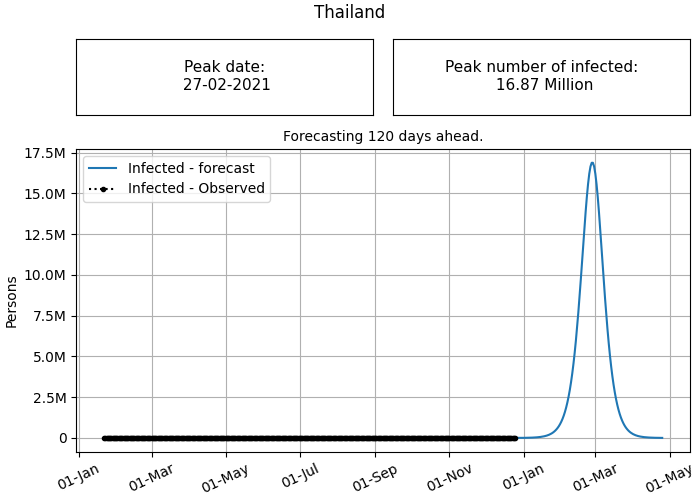 Thailand
Peak date:
27-02-2021
Peak number of infected:
16.87 Million
Forecasting 120 days ahead.
Infected - forecast
Infected - Observed
Persons
17.5M
15.0M
12.5M
10.0M
7.5M
5.0M
2.5M
0
01-Jan
01-Mar
01-May
01-Jul
01-Sep
01-Nov
01-Jan
01-Mar
01-May